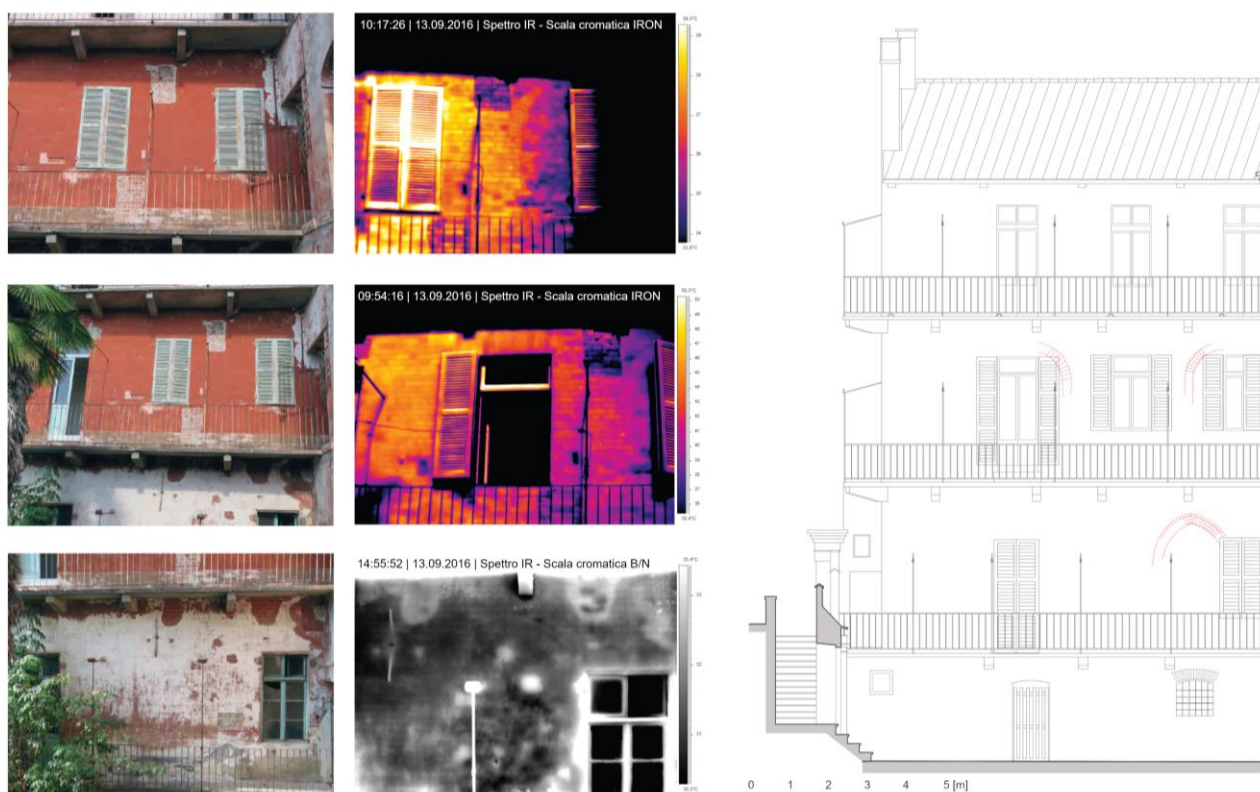 10:17:26 | 13.09.2016 | Spettro IR - Scala cromatica IRON
09:54:16 | 13.09.2016 | Spettro IR - Scala cromatica IRON
14:55:52 | 13.09.2016 | Spettro IR - Scala cromatica B/N
0 1 2 3 4 5 [m]